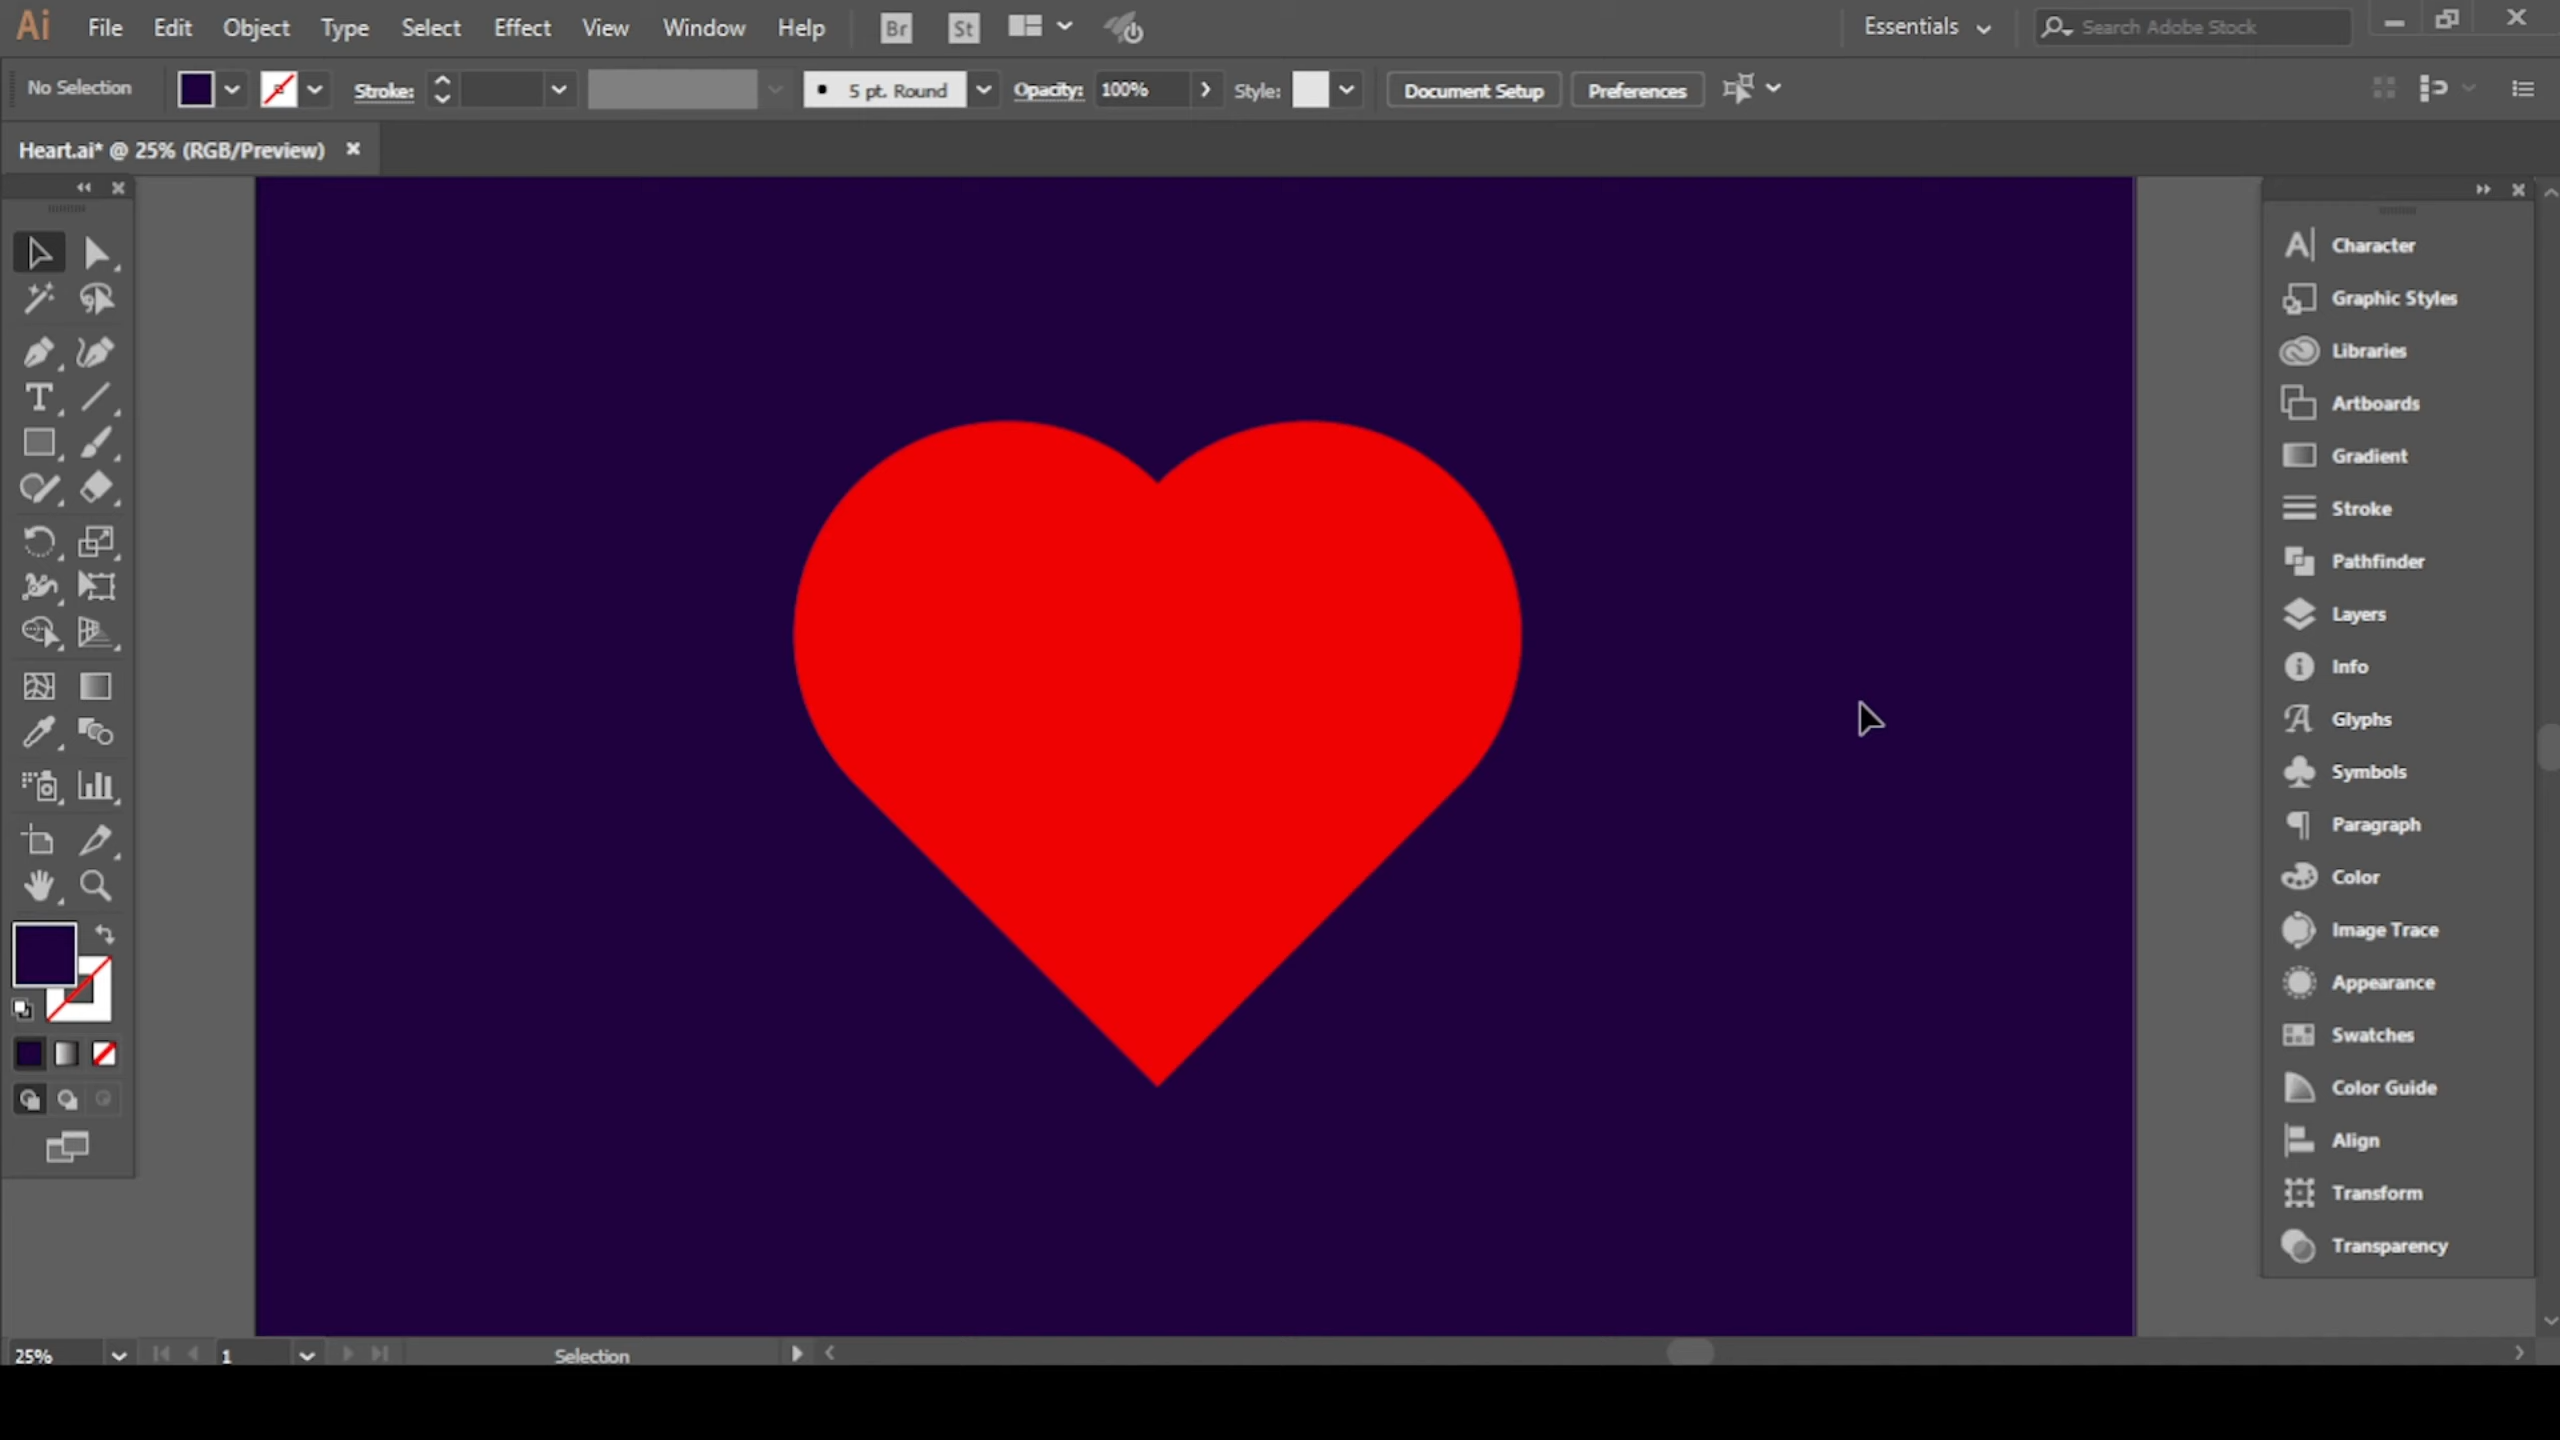 Ai File Edit Object Type Select Effect View Window Help Br St Essentials Search Adobe Stock
No Selection Stroke: 5 pt. Round Opacity: 100% Style: Document Setup Preferences
Heart.ai* @ 25% (RGB/Preview)
Character
Graphic Styles
Libraries
Artboards
Gradient
Stroke
Pathfinder
Layers
Info
Glyphs
Symbols
Paragraph
Color
Image Trace
Appearance
Swatches
Color Guide
Align
Transform
Transparency
25% 1 Selection